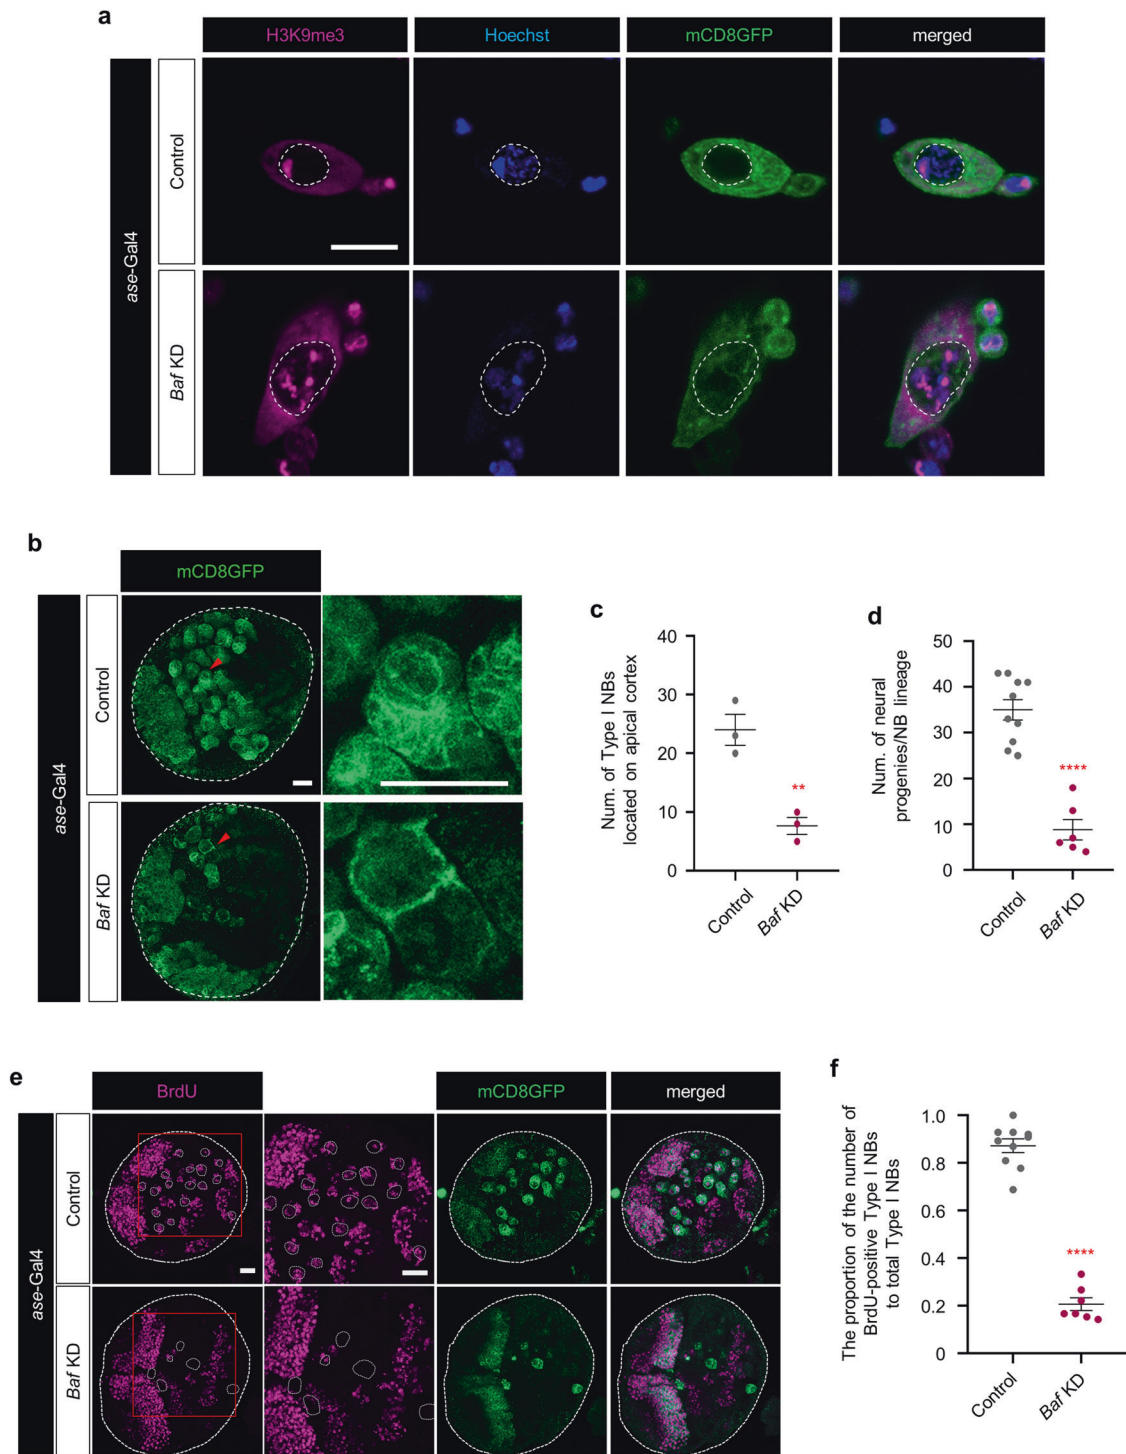 a
H3K9me3
Hoechst
mCD8GFP
merged
ase-Gal4
Control
Baf KD
b
mCD8GFP
ase-Gal4
Control
Baf KD
c
Num. of Type I NBs
located on apical cortex
40
30
20
10
0
Control
Baf KD
**
d
Num. of neural
progenies/NB lineage
50
40
30
20
10
0
Control
Baf KD
****
e
BrdU
mCD8GFP
merged
ase-Gal4
Control
Baf KD
f
The proportion of the number of
BrdU-positive Type I NBs
to total Type I NBs
1.0
0.8
0.6
0.4
0.2
0
Control
Baf KD
****